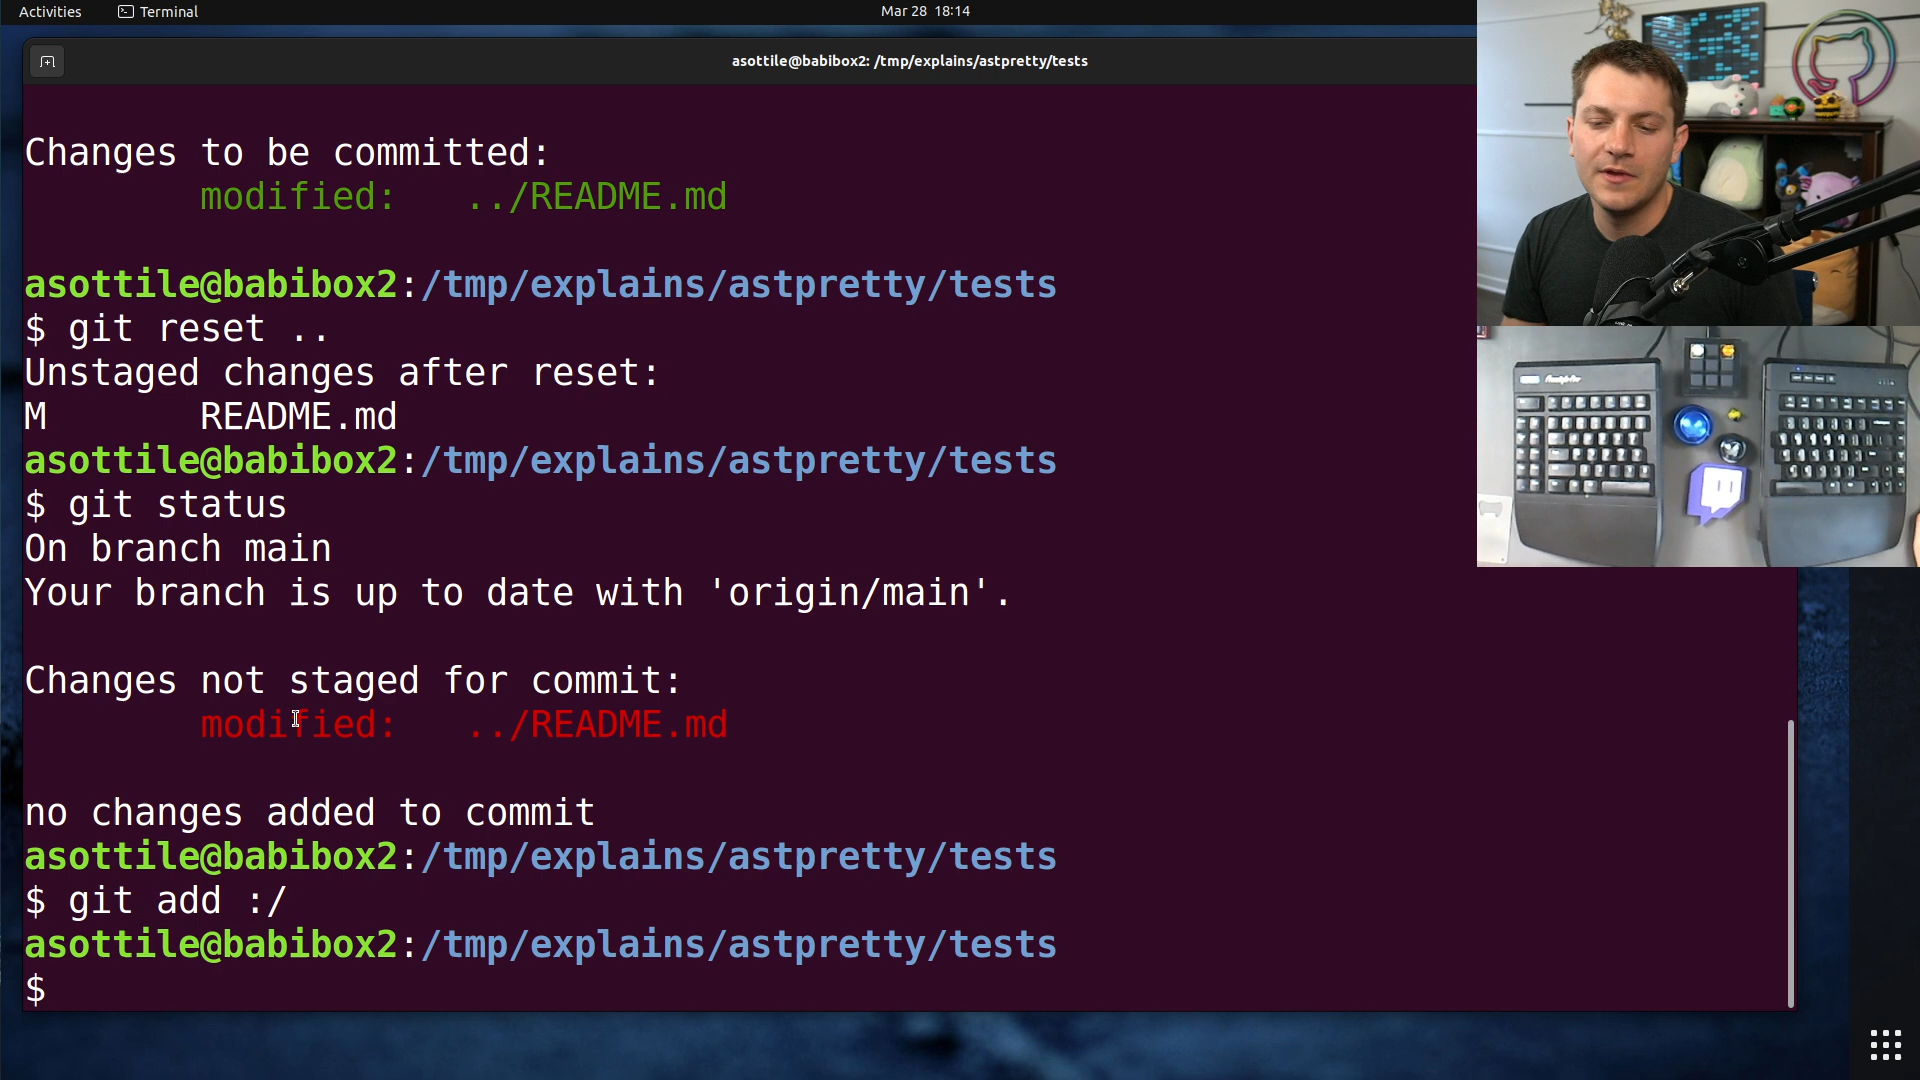 Activities
Terminal
Mar 28 18:14
asottile@babibox2: /tmp/explains/astpretty/tests
Changes to be committed:
modified: ../README.md
asottile@babibox2:/tmp/explains/astpretty/tests
$ git reset ..
Unstaged changes after reset:
M README.md
asottile@babibox2:/tmp/explains/astpretty/tests
$ git status
On branch main
Your branch is up to date with 'origin/main'.
Changes not staged for commit:
modified: ../README.md
no changes added to commit
asottile@babibox2:/tmp/explains/astpretty/tests
$ git add :/
asottile@babibox2:/tmp/explains/astpretty/tests
$